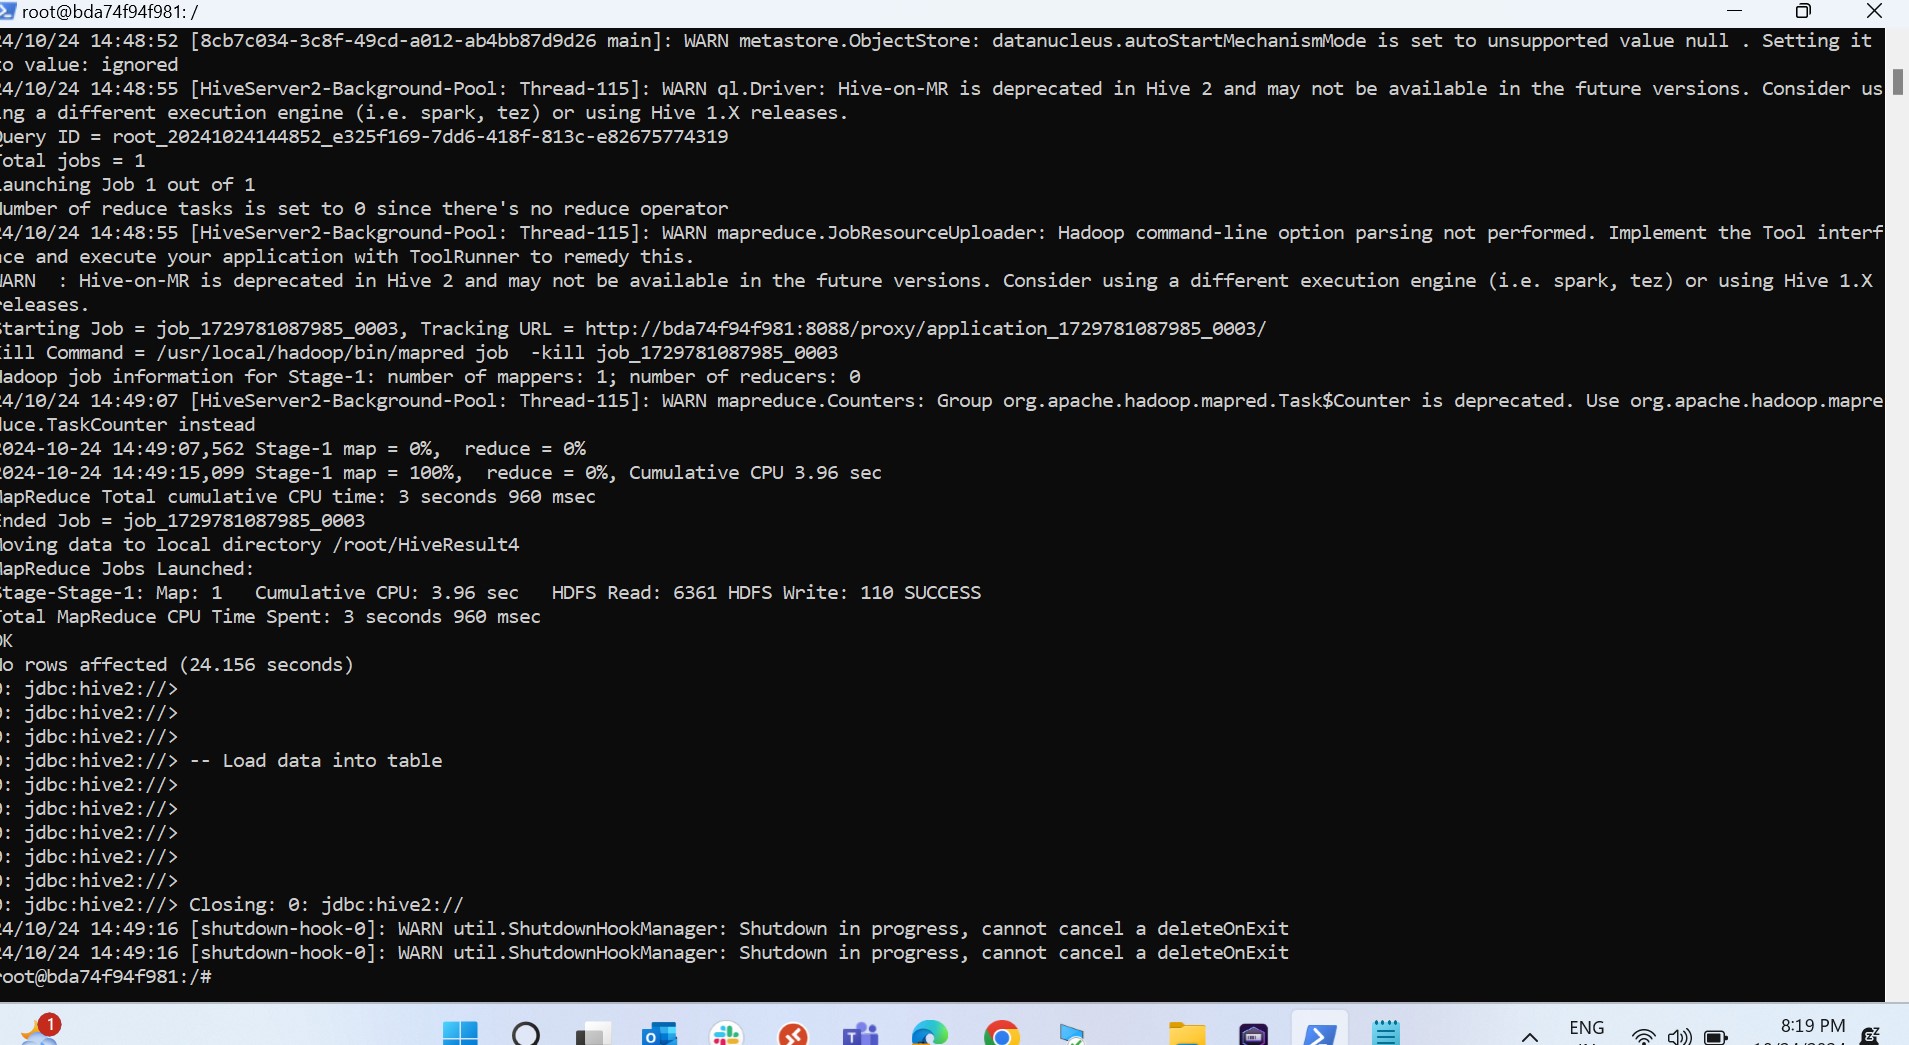 root@bda74f94f981: /
4/10/24 14:48:52 [8cb7c034-3c8f-49cd-a012-ab4bb87d9d26 main]: WARN metastore.ObjectStore: datanucleus.autoStartMechanismMode is set to unsupported value null . Setting it
o value: ignored
4/10/24 14:48:55 [HiveServer2-Background-Pool: Thread-115]: WARN ql.Driver: Hive-on-MR is deprecated in Hive 2 and may not be available in the future versions. Consider us
ng a different execution engine (i.e. spark, tez) or using Hive 1.X releases.
uery ID = root_20241024144852_e325f169-7dd6-418f-813c-e82675774319
otal jobs = 1
aunching Job 1 out of 1
umber of reduce tasks is set to 0 since there's no reduce operator
4/10/24 14:48:55 [HiveServer2-Background-Pool: Thread-115]: WARN mapreduce.JobResourceUploader: Hadoop command-line option parsing not performed. Implement the Tool interf
ce and execute your application with ToolRunner to remedy this.
ARN  : Hive-on-MR is deprecated in Hive 2 and may not be available in the future versions. Consider using a different execution engine (i.e. spark, tez) or using Hive 1.X
eleases.
tarting Job = job_1729781087985_0003, Tracking URL = http://bda74f94f981:8088/proxy/application_1729781087985_0003/
ill Command = /usr/local/hadoop/bin/mapred job  -kill job_1729781087985_0003
adoop job information for Stage-1: number of mappers: 1; number of reducers: 0
4/10/24 14:49:07 [HiveServer2-Background-Pool: Thread-115]: WARN mapreduce.Counters: Group org.apache.hadoop.mapred.Task$Counter is deprecated. Use org.apache.hadoop.mapre
uce.TaskCounter instead
024-10-24 14:49:07,562 Stage-1 map = 0%,  reduce = 0%
024-10-24 14:49:15,099 Stage-1 map = 100%,  reduce = 0%, Cumulative CPU 3.96 sec
apReduce Total cumulative CPU time: 3 seconds 960 msec
nded Job = job_1729781087985_0003
oving data to local directory /root/HiveResult4
apReduce Jobs Launched:
tage-Stage-1: Map: 1   Cumulative CPU: 3.96 sec   HDFS Read: 6361 HDFS Write: 110 SUCCESS
otal MapReduce CPU Time Spent: 3 seconds 960 msec
OK
o rows affected (24.156 seconds)
: jdbc:hive2://>
: jdbc:hive2://>
: jdbc:hive2://>
: jdbc:hive2://> -- Load data into table
: jdbc:hive2://>
: jdbc:hive2://>
: jdbc:hive2://>
: jdbc:hive2://>
: jdbc:hive2://>
: jdbc:hive2://> Closing: 0: jdbc:hive2://
4/10/24 14:49:16 [shutdown-hook-0]: WARN util.ShutdownHookManager: Shutdown in progress, cannot cancel a deleteOnExit
4/10/24 14:49:16 [shutdown-hook-0]: WARN util.ShutdownHookManager: Shutdown in progress, cannot cancel a deleteOnExit
root@bda74f94f981:/#
1
ENG
8:19 PM